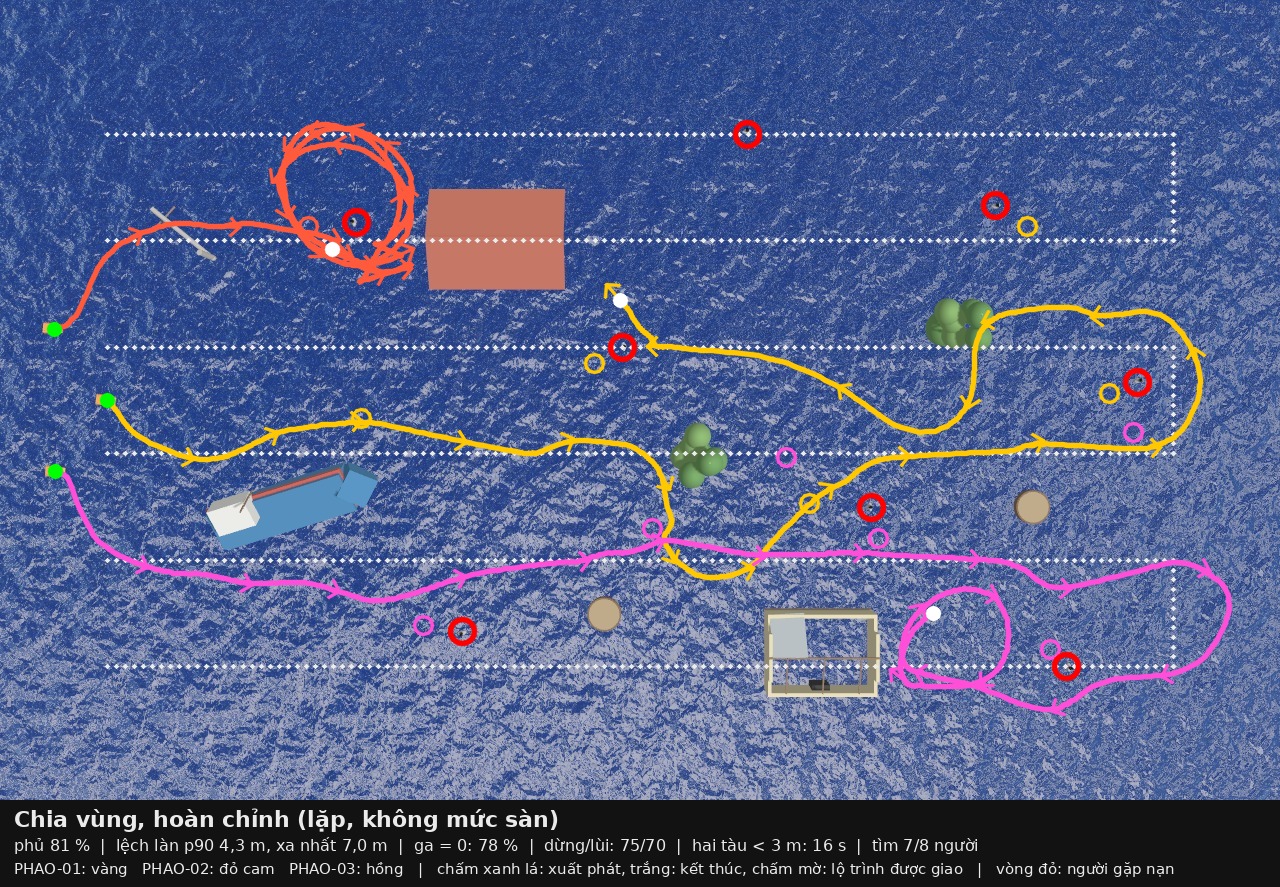 Chia vùng, hoàn chỉnh (lặp, không mức sàn)
phủ 81 % | lệch làn p90 4,3 m, xa nhất 7,0 m | ga = 0: 78 % | dừng/lùi: 75/70 | hai tàu < 3 m: 16 s | tìm 7/8 người
PHAO-01: vàng PHAO-02: đỏ cam PHAO-03: hồng | chấm xanh lá: xuất phát, trắng: kết thúc, chấm mờ: lộ trình được giao | vòng đỏ: người gặp nạn